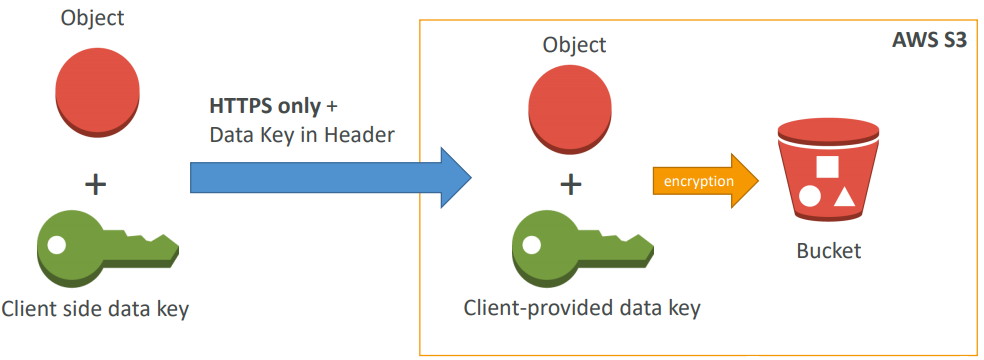 Object
+
Client side data key
HTTPS only +
Data Key in Header
AWS S3
Object
+
Client-provided data key
encryption
Bucket